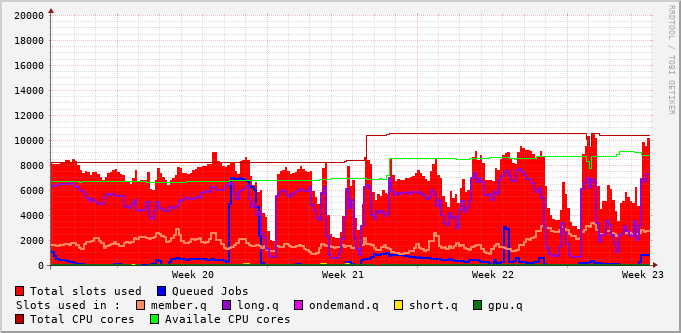 20000
18000
16000
14000
12000
10000
8000
6000
4000
2000
0
Week 20 Week 21 Week 22 Week 23
Total slots used Queued Jobs
Slots used in : member.q long.q ondemand.q short.q gpu.q
Total CPU cores Availale CPU cores
RRDTOOL / TOBI OETIKER